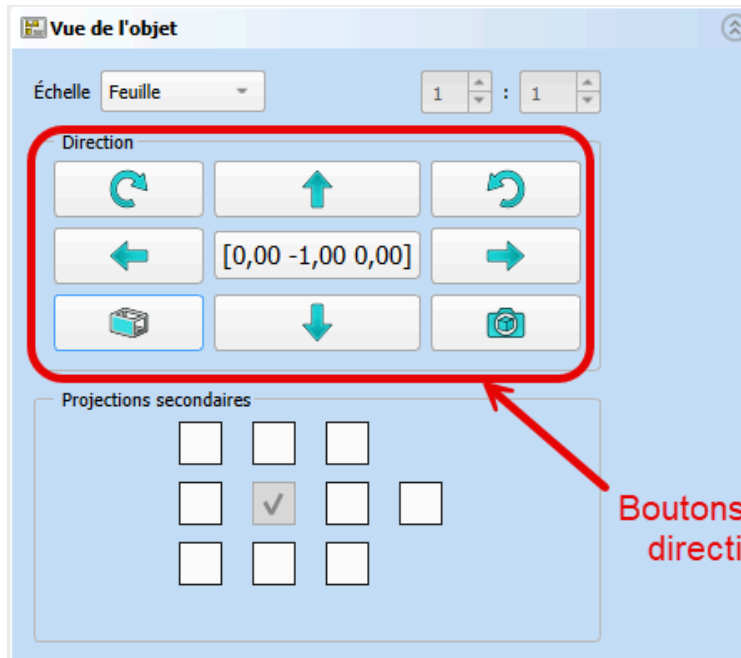 Vue de l'objet
Échelle Feuille 1 : 1
Direction
[0,00 -1,00 0,00]
Projections secondaires
Boutons
directi